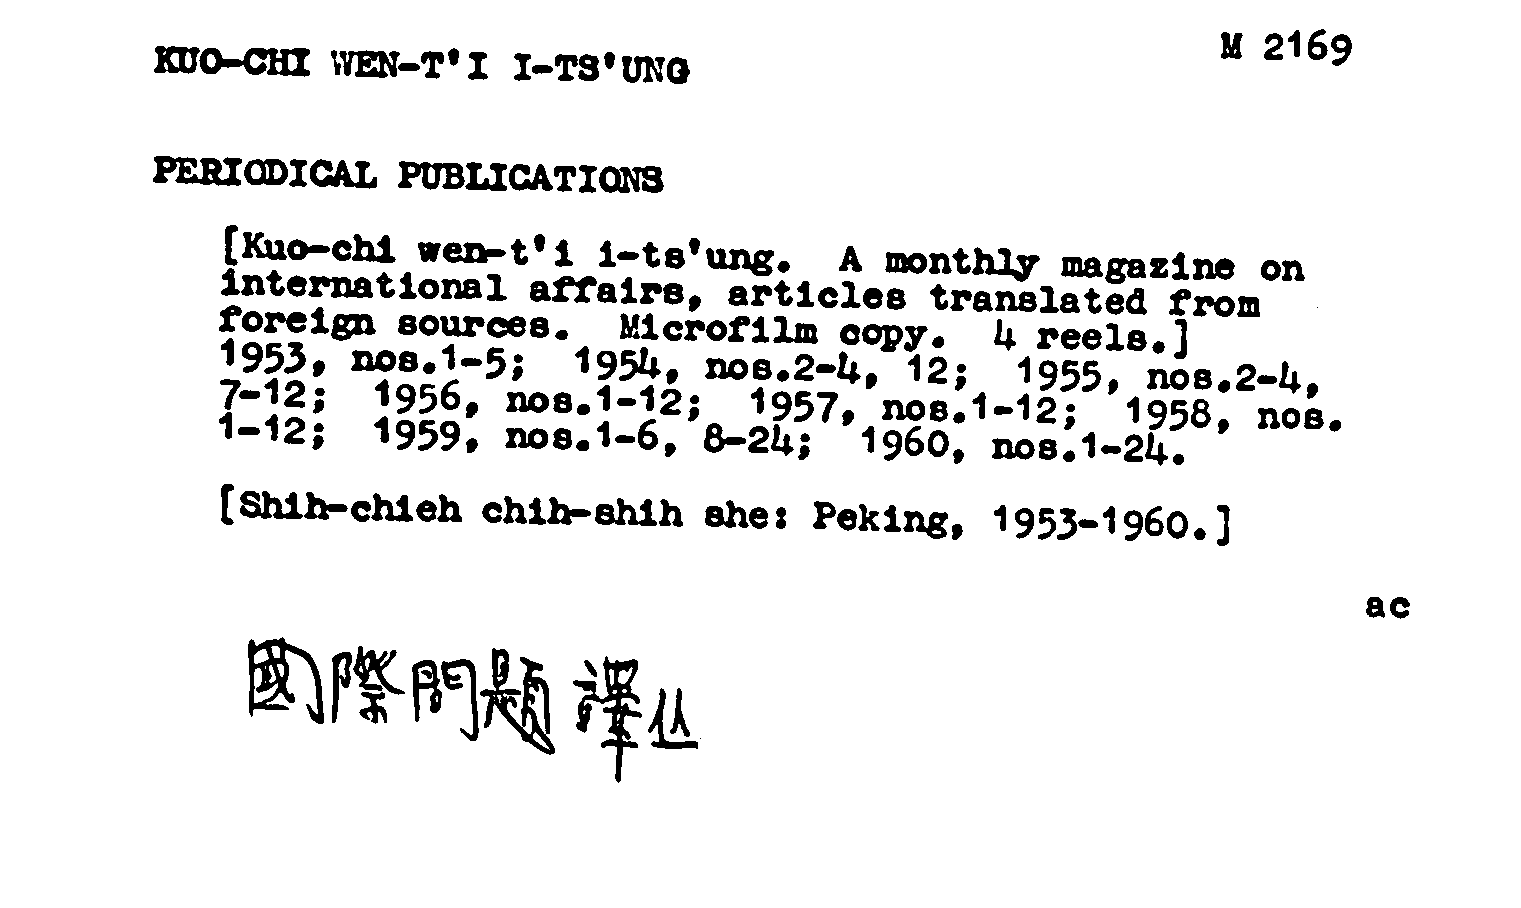 M 2169
KUO-CHI WEN-T'I I-TS'UNG
PERIODICAL PUBLICATIONS
[Kuo-chi wen-t'i i-ts'ung.  A monthly magazine on
international affairs, articles translated from
foreign sources.  Microfilm copy.  4 reels.]
1953, nos.1-5;  1954, nos.2-4, 12;  1955, nos.2-4,
7-12;  1956, nos.1-12;  1957, nos.1-12;  1958, nos.
1-12;  1959, nos.1-6, 8-24;  1960, nos.1-24.
[Shih-chieh chih-shih she: Peking, 1953-1960.]
ac
國際問題譯丛